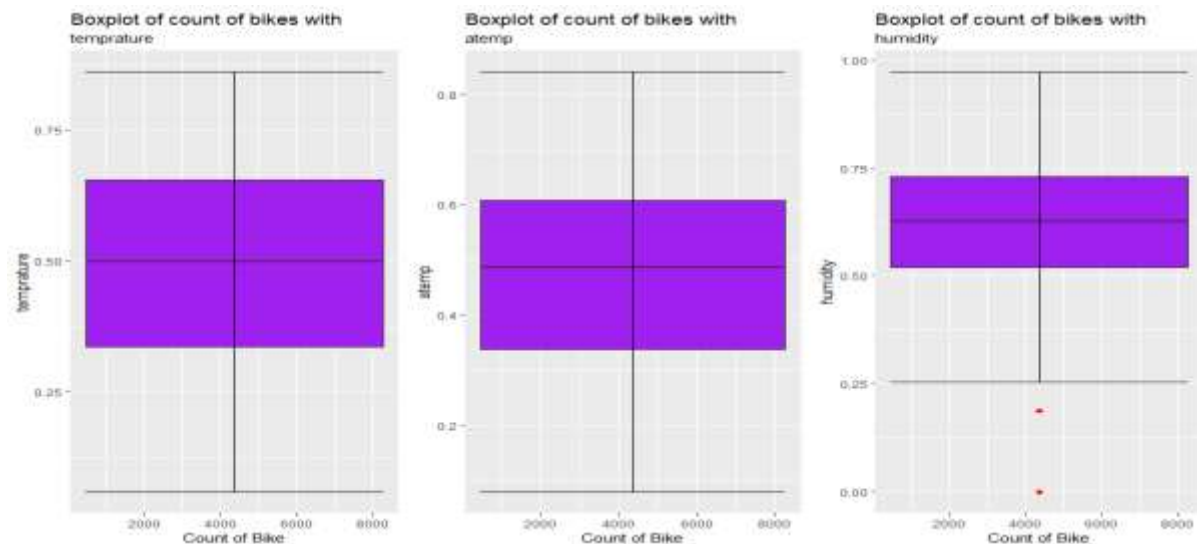 Boxplot of count of bikes with
temprature
temprature
0.75
0.50
0.25
2000 4000 6000 8000
Count of Bike
Boxplot of count of bikes with
atemp
atemp
0.8
0.6
0.4
0.2
2000 4000 6000 8000
Count of Bike
Boxplot of count of bikes with
humidity
humidity
1.00
0.75
0.50
0.25
0.00
2000 4000 6000 8000
Count of Bike